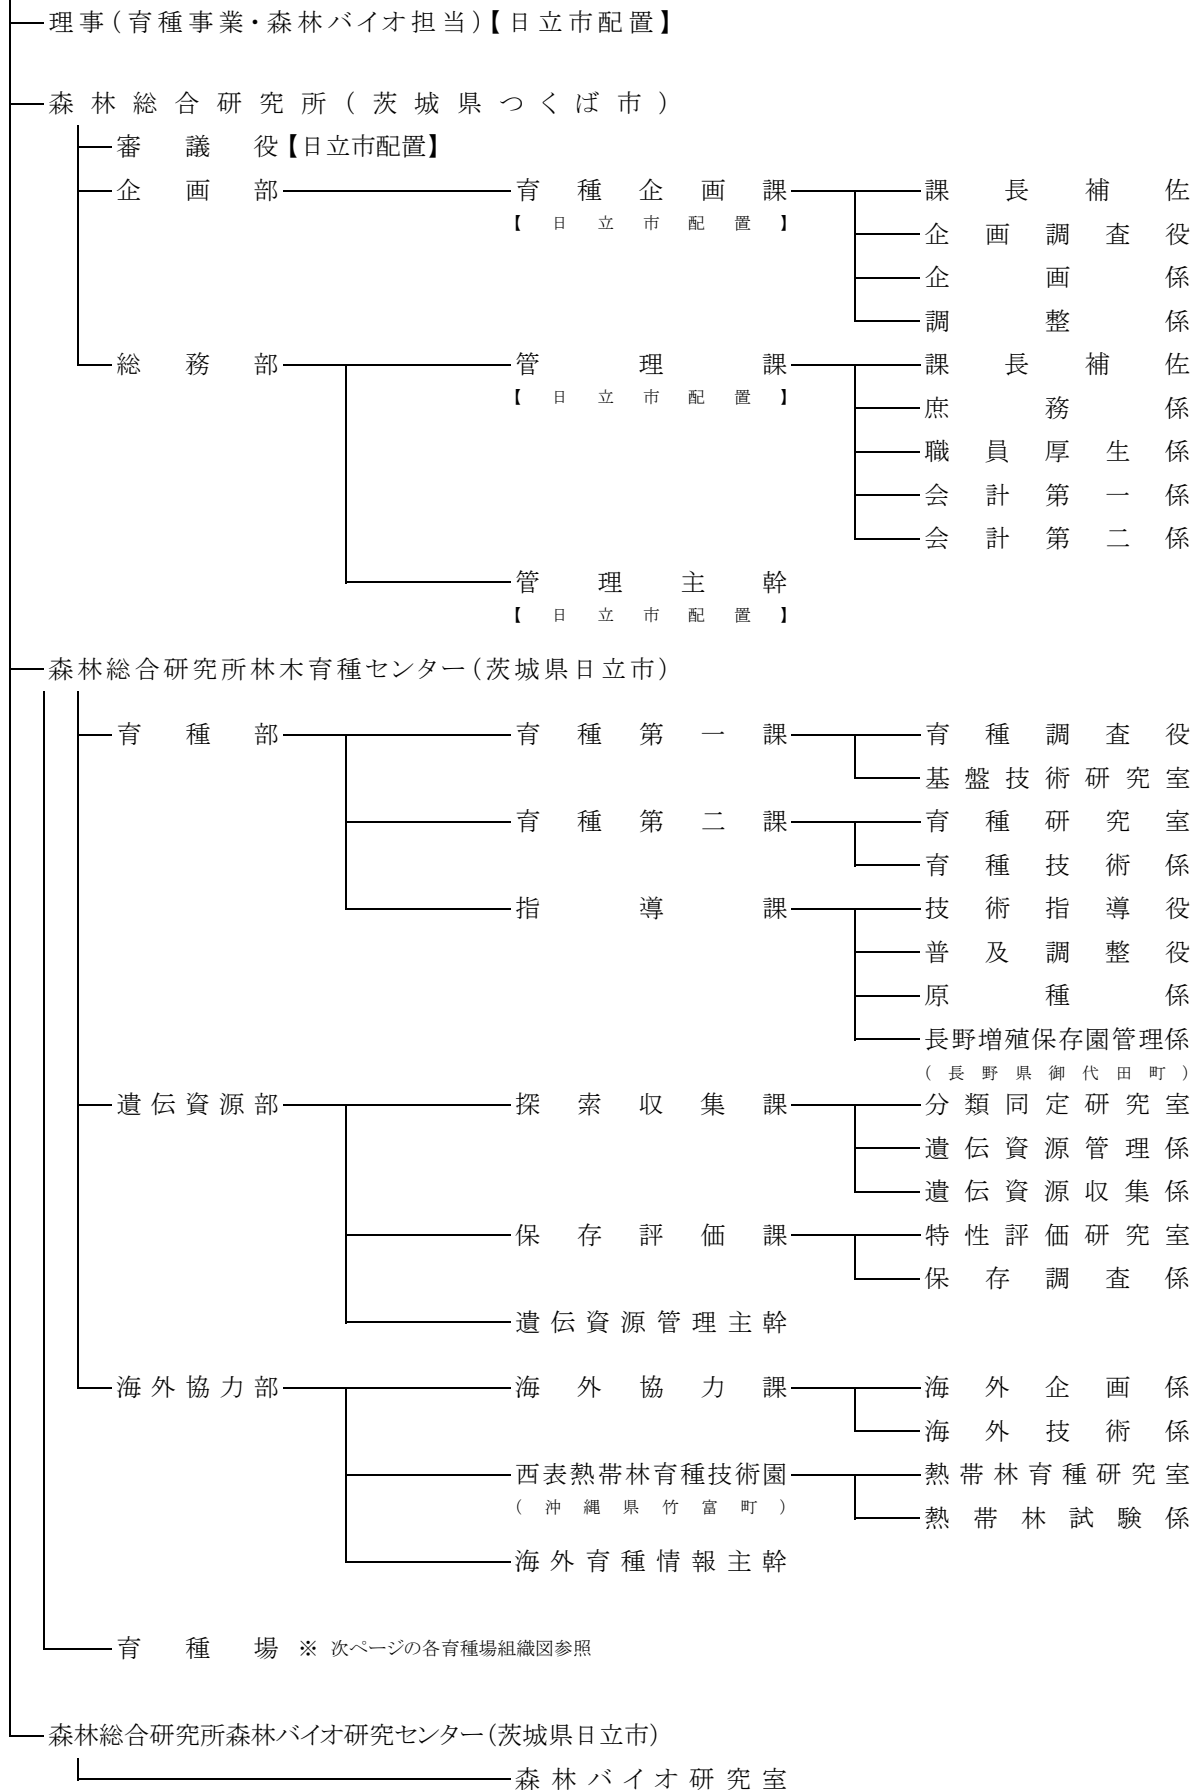 理事(育種事業・森林バイオ担当)【日立市配置】
森林総合研究所(茨城県つくば市)
審議役【日立市配置】
企画部 育種企画課 課長補佐
【日立市配置】
企画調査役
企画係
調整係
総務部 管理課 課長補佐
【日立市配置】
庶務係
職員厚生係
会計第一係
会計第二係
管理主幹
【日立市配置】
森林総合研究所林木育種センター(茨城県日立市)
育種部 育種第一課 育種調査役
基盤技術研究室
育種第二課 育種研究室
育種技術係
指導課 技術指導役
普及調整役
原種係
長野増殖保存園管理係
(長野県御代田町)
遺伝資源部 探索収集課 分類同定研究室
遺伝資源管理係
遺伝資源収集係
保存評価課 特性評価研究室
保存調査係
遺伝資源管理主幹
海外協力部 海外協力課 海外企画係
海外技術係
西表熱帯林育種技術園 熱帯林育種研究室
(沖縄県竹富町)
熱帯林試験係
海外育種情報主幹
育種場 ※ 次ページの各育種場組織図参照
森林総合研究所森林バイオ研究センター(茨城県日立市)
森林バイオ研究室